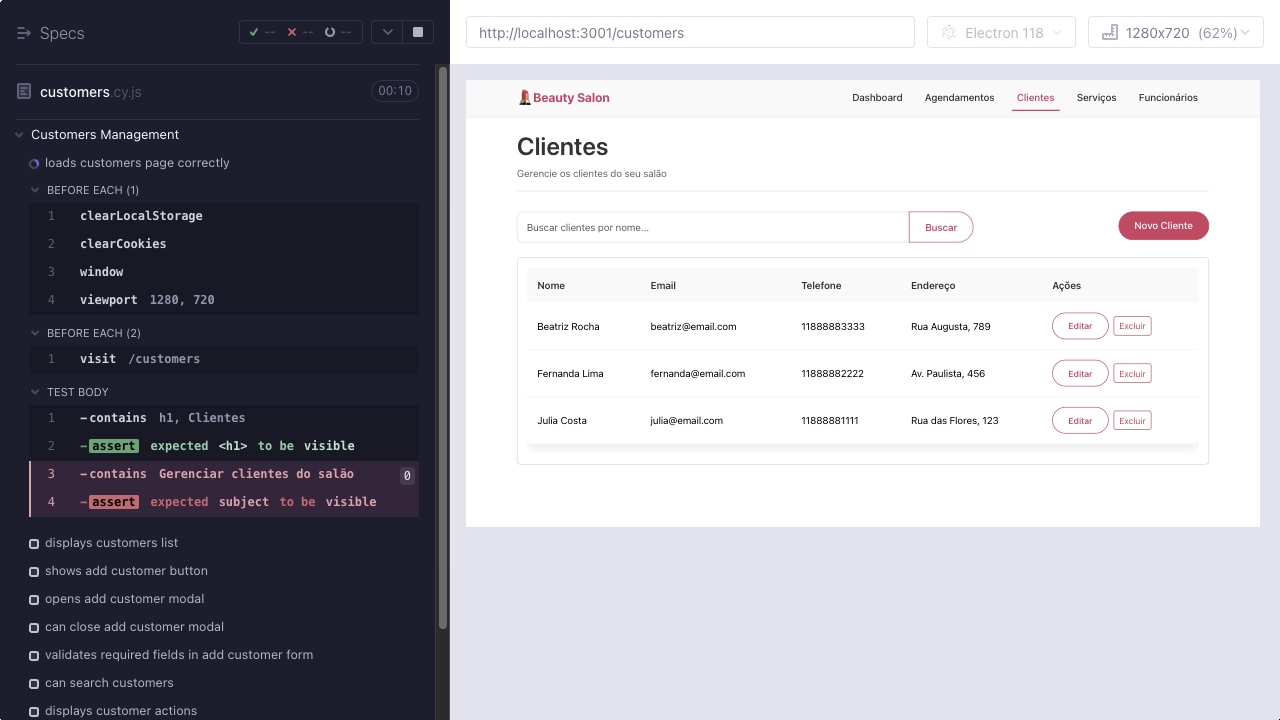 Specs
-- -- --
customers.cy.js 00:10
Customers Management
loads customers page correctly
BEFORE EACH (1)
1 clearLocalStorage
2 clearCookies
3 window
4 viewport 1280, 720
BEFORE EACH (2)
1 visit /customers
TEST BODY
1 -contains h1, Clientes
2 -assert expected <h1> to be visible
3 -contains Gerenciar clientes do salão 0
4 -assert expected subject to be visible
displays customers list
shows add customer button
opens add customer modal
can close add customer modal
validates required fields in add customer form
can search customers
displays customer actions
http://localhost:3001/customers Electron 118 1280x720 (62%)
Beauty Salon Dashboard Agendamentos Clientes Serviços Funcionários
Clientes
Gerencie os clientes do seu salão
Buscar clientes por nome... Buscar Novo Cliente
Nome Email Telefone Endereço Ações
Beatriz Rocha beatriz@email.com 11888883333 Rua Augusta, 789 Editar Excluir
Fernanda Lima fernanda@email.com 11888882222 Av. Paulista, 456 Editar Excluir
Julia Costa julia@email.com 11888881111 Rua das Flores, 123 Editar Excluir